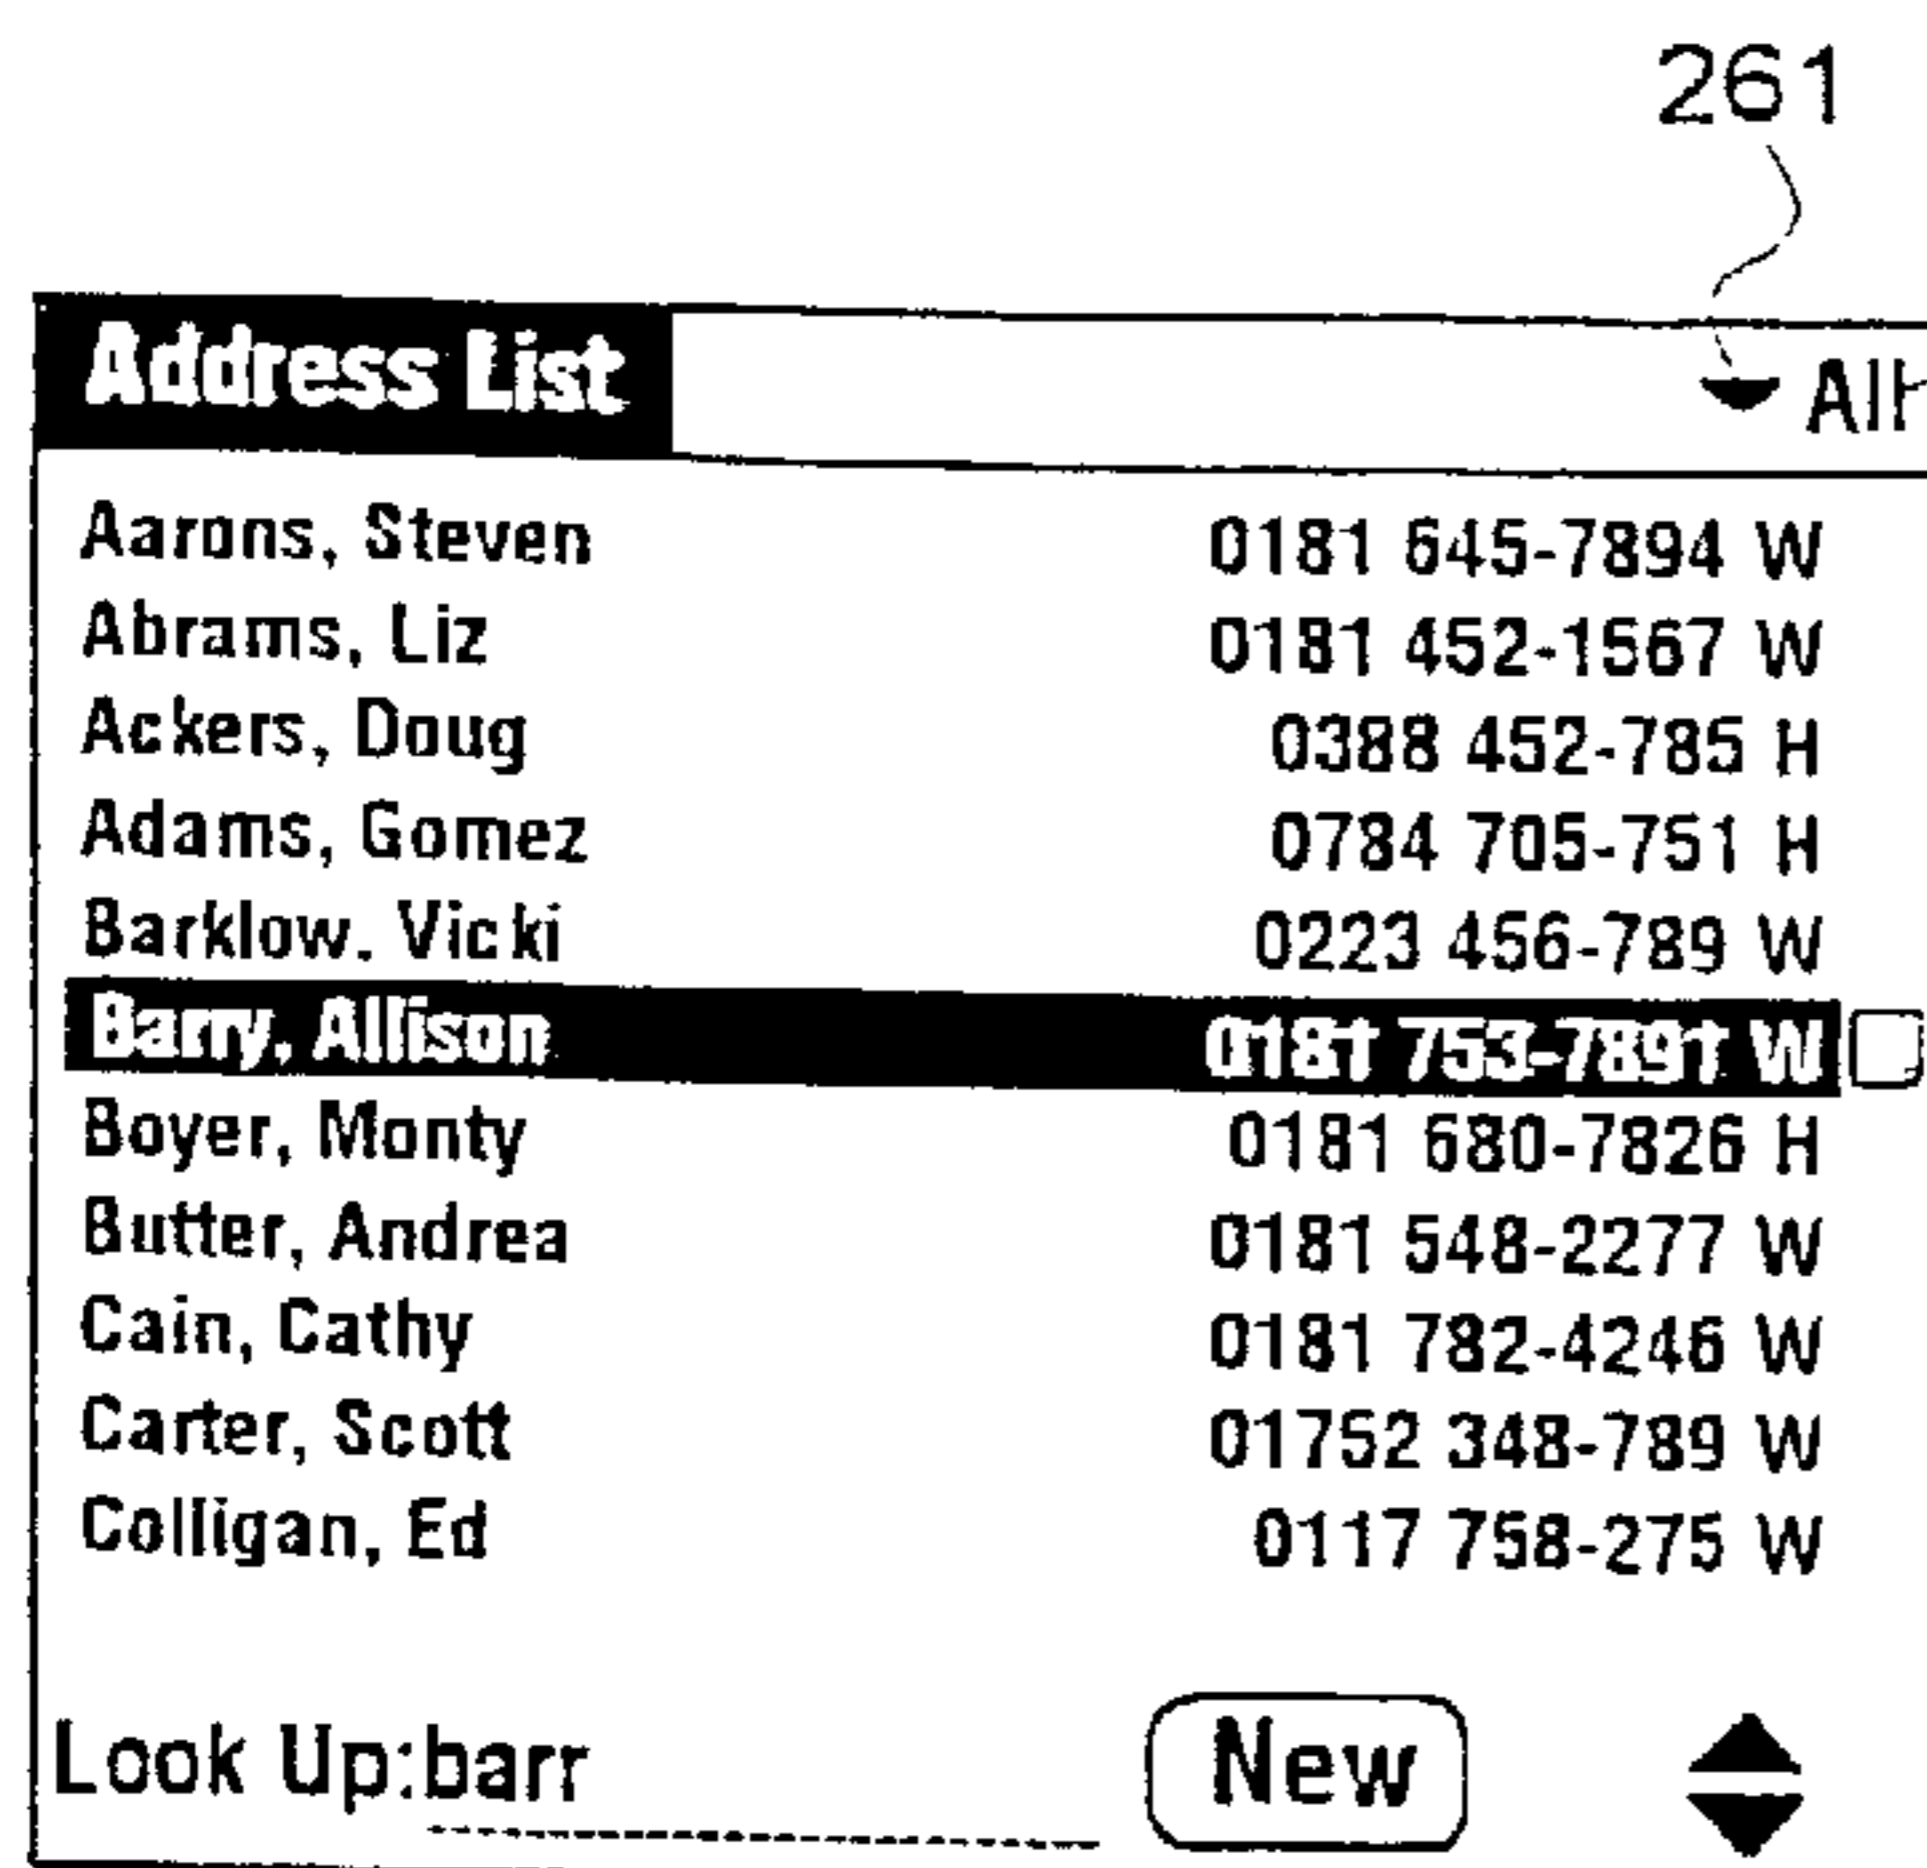 261
Address List All
Aarons, Steven 0181 645-7894 W
Abrams, Liz 0181 452-1567 W
Ackers, Doug 0388 452-785 H
Adams, Gomez 0784 705-751 H
Barklow, Vicki 0223 456-789 W
Barry, Allison 0181 753-7891 W
Boyer, Monty 0181 680-7826 H
Butter, Andrea 0181 548-2277 W
Cain, Cathy 0181 782-4246 W
Carter, Scott 01752 348-789 W
Colligan, Ed 0117 758-275 W
Look Up:barr New